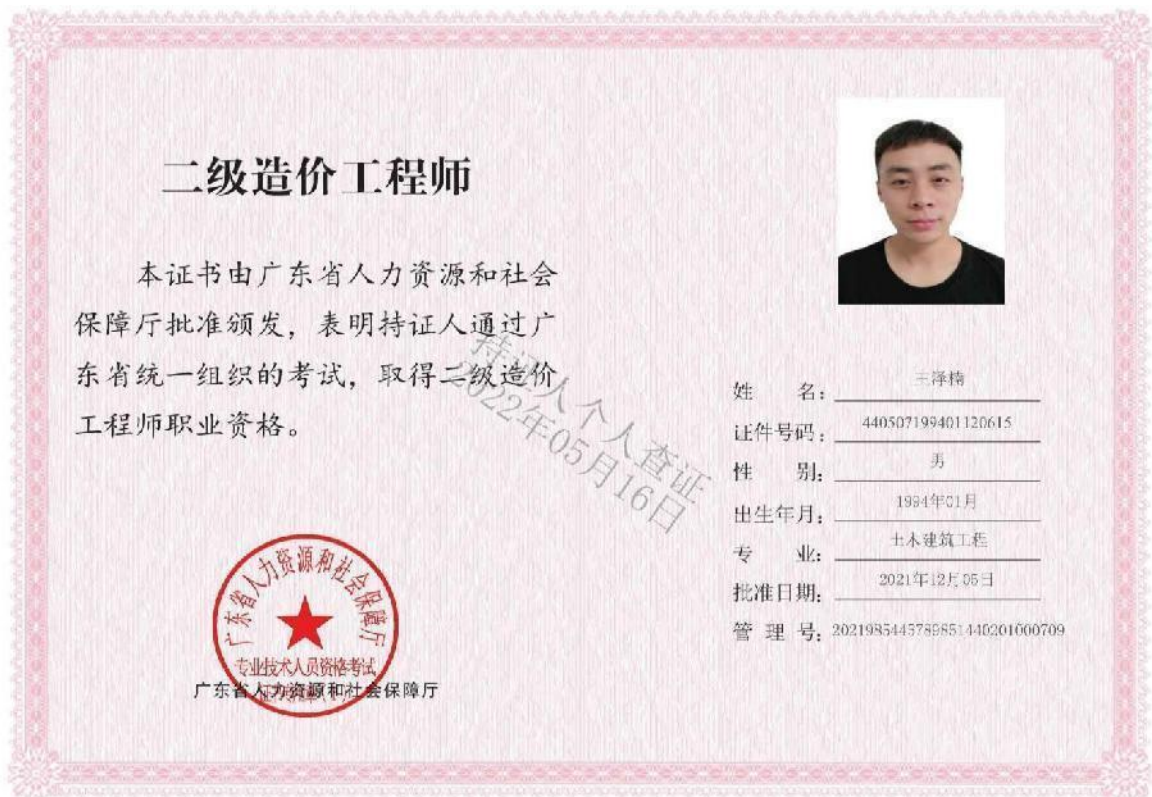 二级造价工程师
本证书由广东省人力资源和社会
保障厅批准颁发，表明持证人通过广
东省统一组织的考试，取得二级造价
工程师职业资格。
持证人个人查证
2022年05月16日
广东省人力资源和社会保障厅
专业技术人员资格考试
广东省人力资源和社会保障厅
姓 名：王泽楠
证件号码：440507199401120615
性 别：男
出生年月：1994年01月
专 业：土木建筑工程
批准日期：2021年12月05日
管 理 号：2021985445789851440201000709